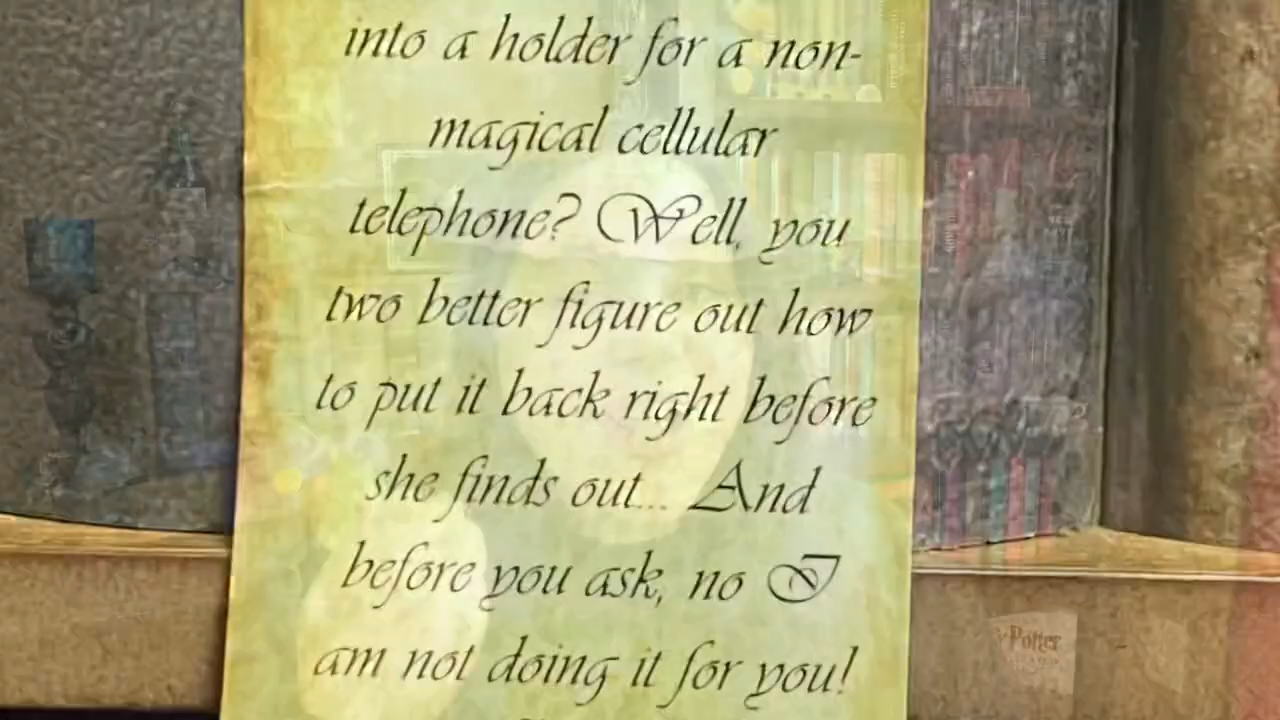 into a holder for a non-
magical cellular
telephone? Well, you
two better figure out how
to put it back right before
she finds out... And
before you ask, no I
am not doing it for you!
Potter